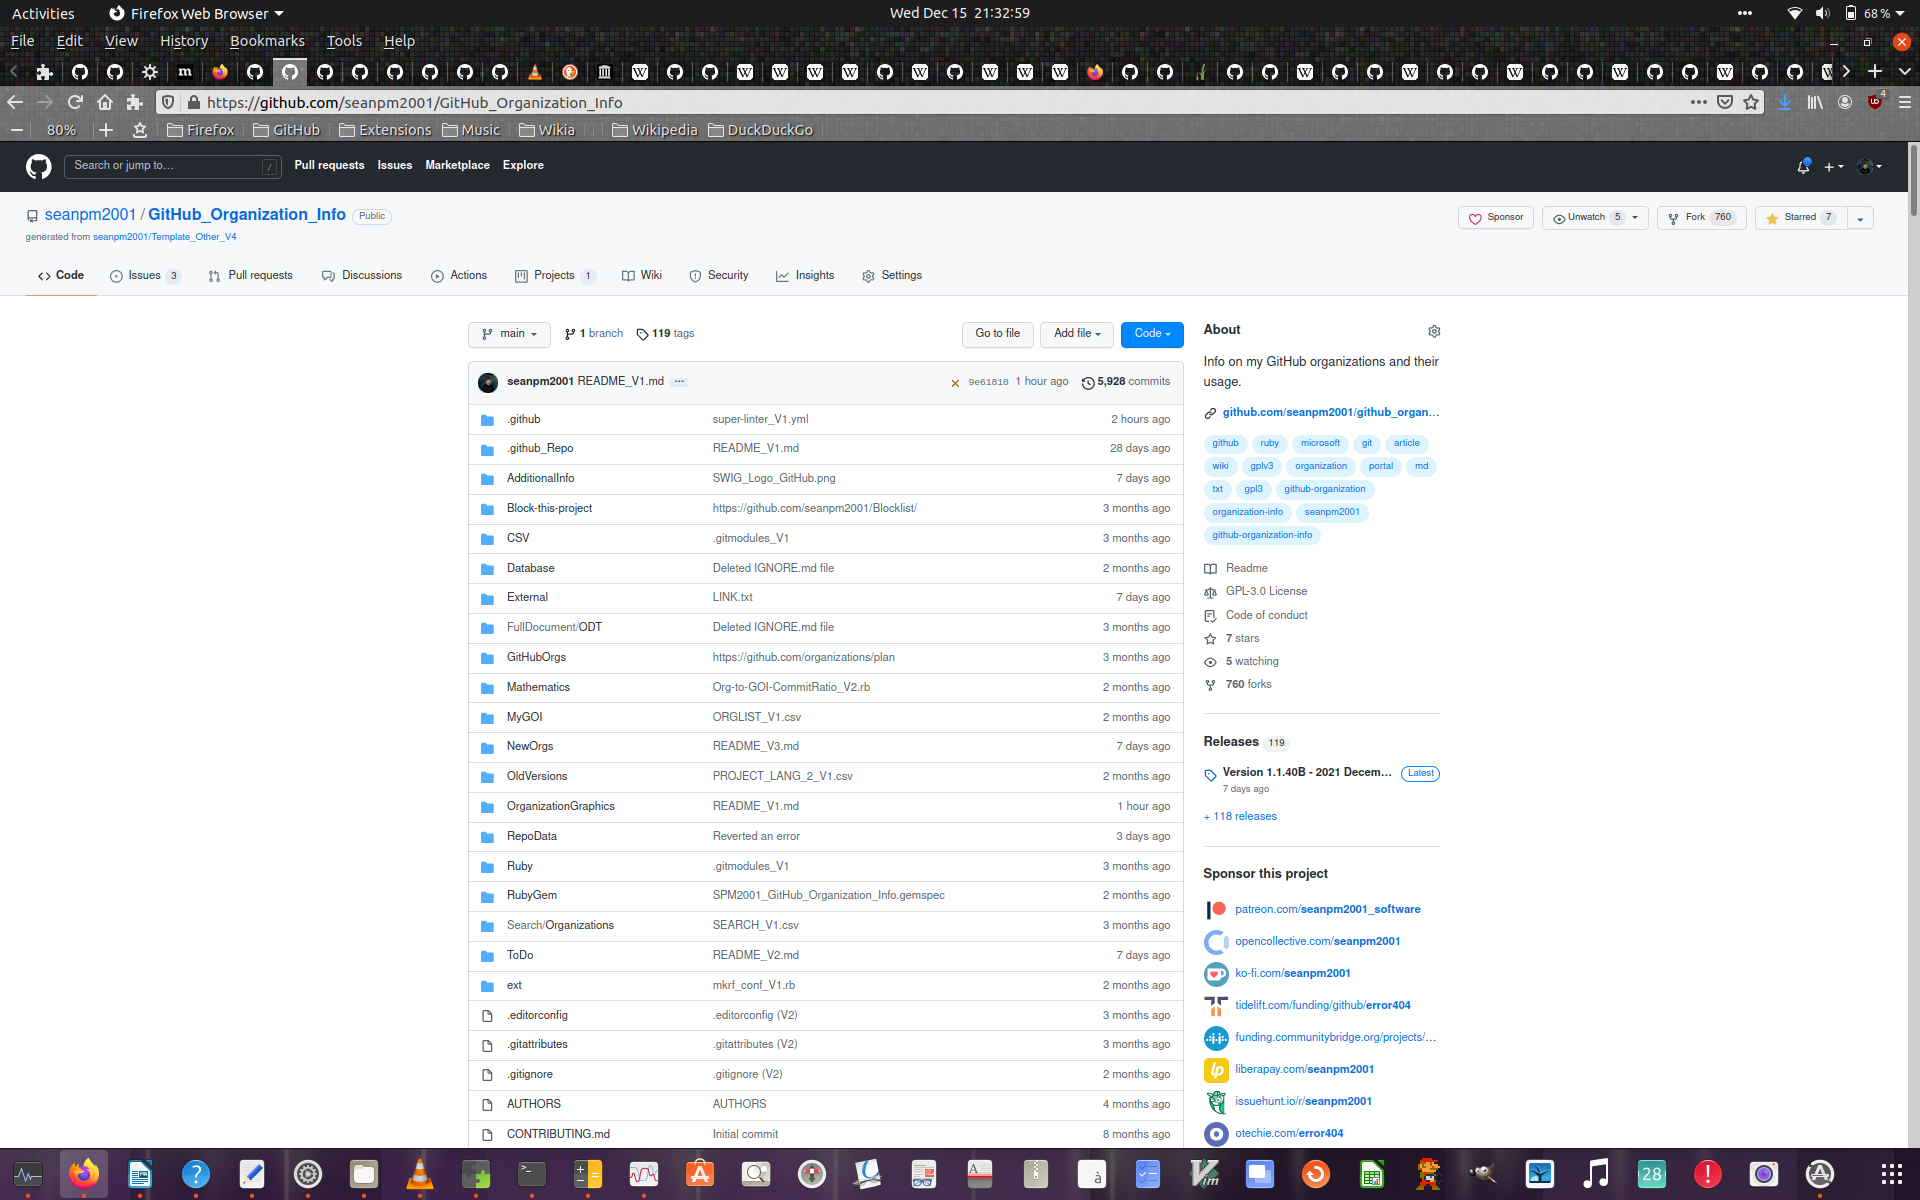 Activities Firefox Web Browser Wed Dec 15 21:32:59 68 %
File Edit View History Bookmarks Tools Help
https://github.com/seanpm2001/GitHub_Organization_Info
80% Firefox GitHub Extensions Music Wikia Wikipedia DuckDuckGo
Search or jump to… / Pull requests Issues Marketplace Explore
seanpm2001 / GitHub_Organization_Info Public Sponsor Unwatch 5 Fork 760 Starred 7
generated from seanpm2001/Template_Other_V4
Code Issues 3 Pull requests Discussions Actions Projects 1 Wiki Security Insights Settings
main 1 branch 119 tags Go to file Add file Code
seanpm2001 README_V1.md ··· 9e61810 1 hour ago 5,928 commits
.github super-linter_V1.yml 2 hours ago
.github_Repo README_V1.md 28 days ago
AdditionalInfo SWIG_Logo_GitHub.png 7 days ago
Block-this-project https://github.com/seanpm2001/Blocklist/ 3 months ago
CSV .gitmodules_V1 3 months ago
Database Deleted IGNORE.md file 2 months ago
External LINK.txt 7 days ago
FullDocument/ODT Deleted IGNORE.md file 3 months ago
GitHubOrgs https://github.com/organizations/plan 3 months ago
Mathematics Org-to-GOI-CommitRatio_V2.rb 2 months ago
MyGOI ORGLIST_V1.csv 2 months ago
NewOrgs README_V3.md 7 days ago
OldVersions PROJECT_LANG_2_V1.csv 2 months ago
OrganizationGraphics README_V1.md 1 hour ago
RepoData Reverted an error 3 days ago
Ruby .gitmodules_V1 3 months ago
RubyGem SPM2001_GitHub_Organization_Info.gemspec 2 months ago
Search/Organizations SEARCH_V1.csv 3 months ago
ToDo README_V2.md 7 days ago
ext mkrf_conf_V1.rb 2 months ago
.editorconfig .editorconfig (V2) 3 months ago
.gitattributes .gitattributes (V2) 3 months ago
.gitignore .gitignore (V2) 2 months ago
AUTHORS AUTHORS 4 months ago
CONTRIBUTING.md Initial commit 8 months ago
About
Info on my GitHub organizations and their
usage.
github.com/seanpm2001/github_organ…
github ruby microsoft git article
wiki gplv3 organization portal md
txt gpl3 github-organization
organization-info seanpm2001
github-organization-info
Readme
GPL-3.0 License
Code of conduct
7 stars
5 watching
760 forks
Releases 119
Version 1.1.40B - 2021 Decem… Latest
7 days ago
+ 118 releases
Sponsor this project
patreon.com/seanpm2001_software
opencollective.com/seanpm2001
ko-fi.com/seanpm2001
tidelift.com/funding/github/error404
funding.communitybridge.org/projects/…
liberapay.com/seanpm2001
issuehunt.io/r/seanpm2001
otechie.com/error404